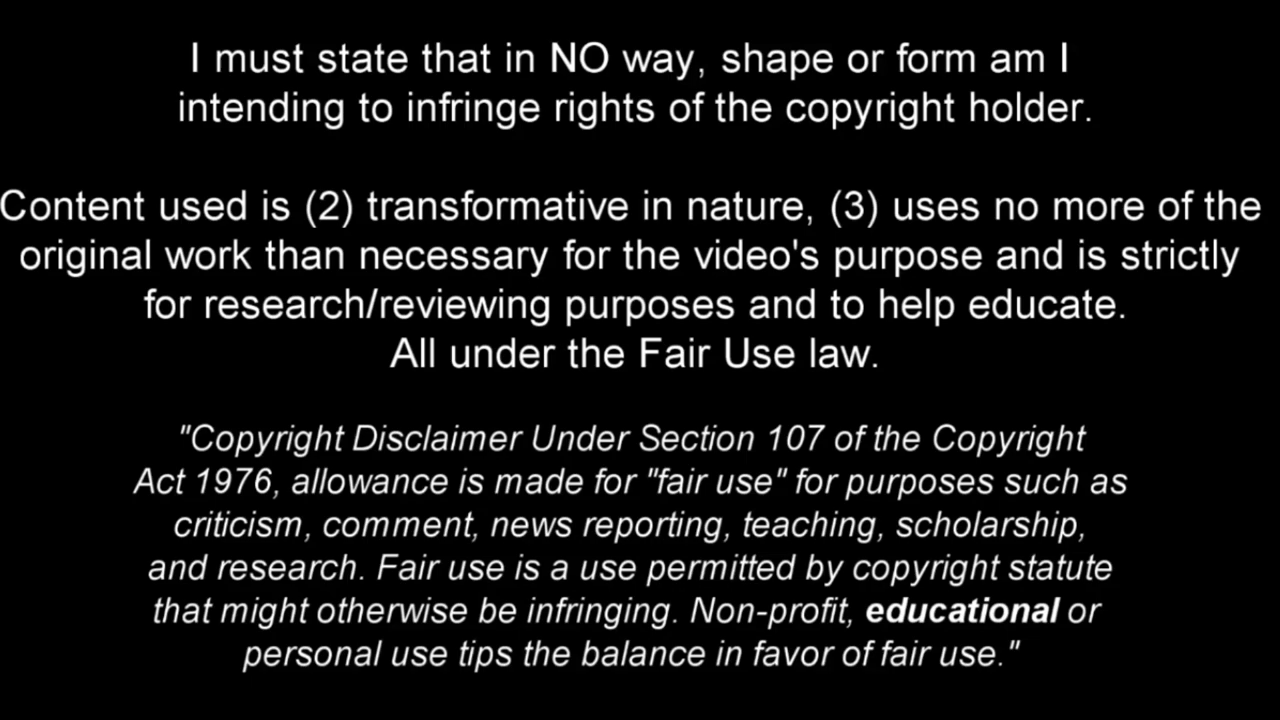 I must state that in NO way, shape or form am I
intending to infringe rights of the copyright holder.
Content used is (2) transformative in nature, (3) uses no more of the
original work than necessary for the video's purpose and is strictly
for research/reviewing purposes and to help educate.
All under the Fair Use law.
"Copyright Disclaimer Under Section 107 of the Copyright
Act 1976, allowance is made for "fair use" for purposes such as
criticism, comment, news reporting, teaching, scholarship,
and research. Fair use is a use permitted by copyright statute
that might otherwise be infringing. Non-profit, educational or
personal use tips the balance in favor of fair use."